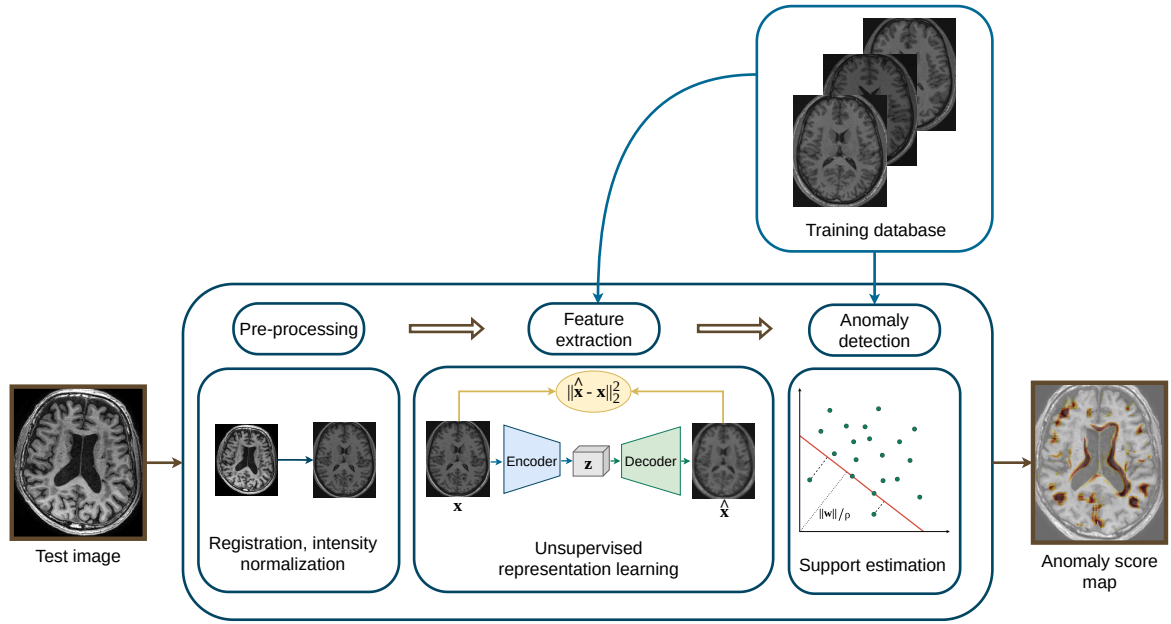 Training database
Pre-processing
Feature
extraction
Anomaly
detection
||x̂ - x||₂²
Encoder
z
Decoder
x
x̂
||w||/ρ
Test image
Registration, intensity
normalization
Unsupervised
representation learning
Support estimation
Anomaly score
map